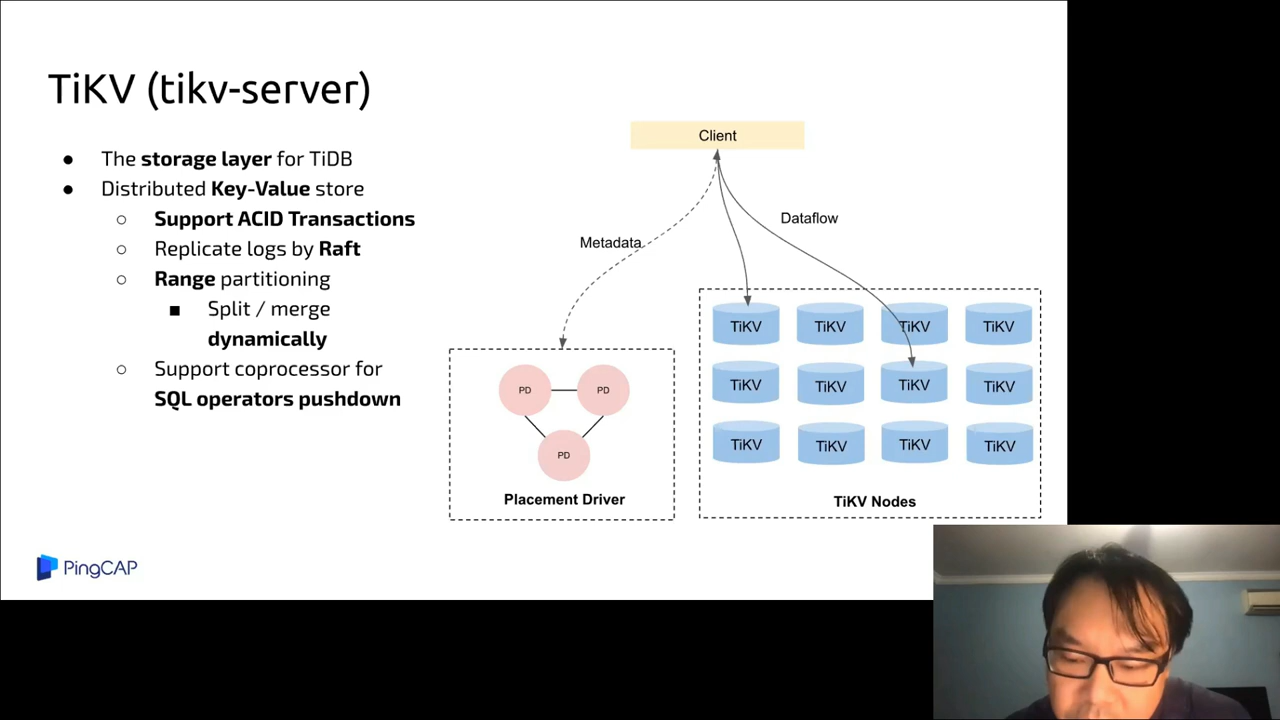 TiKV (tikv-server)
● The storage layer for TiDB
● Distributed Key-Value store
○ Support ACID Transactions
○ Replicate logs by Raft
○ Range partitioning
■ Split / merge
dynamically
○ Support coprocessor for
SQL operators pushdown
Client
Dataflow
Metadata
PD PD
PD
Placement Driver
TiKV TiKV TiKV TiKV
TiKV TiKV TiKV TiKV
TiKV TiKV TiKV TiKV
TiKV Nodes
PingCAP